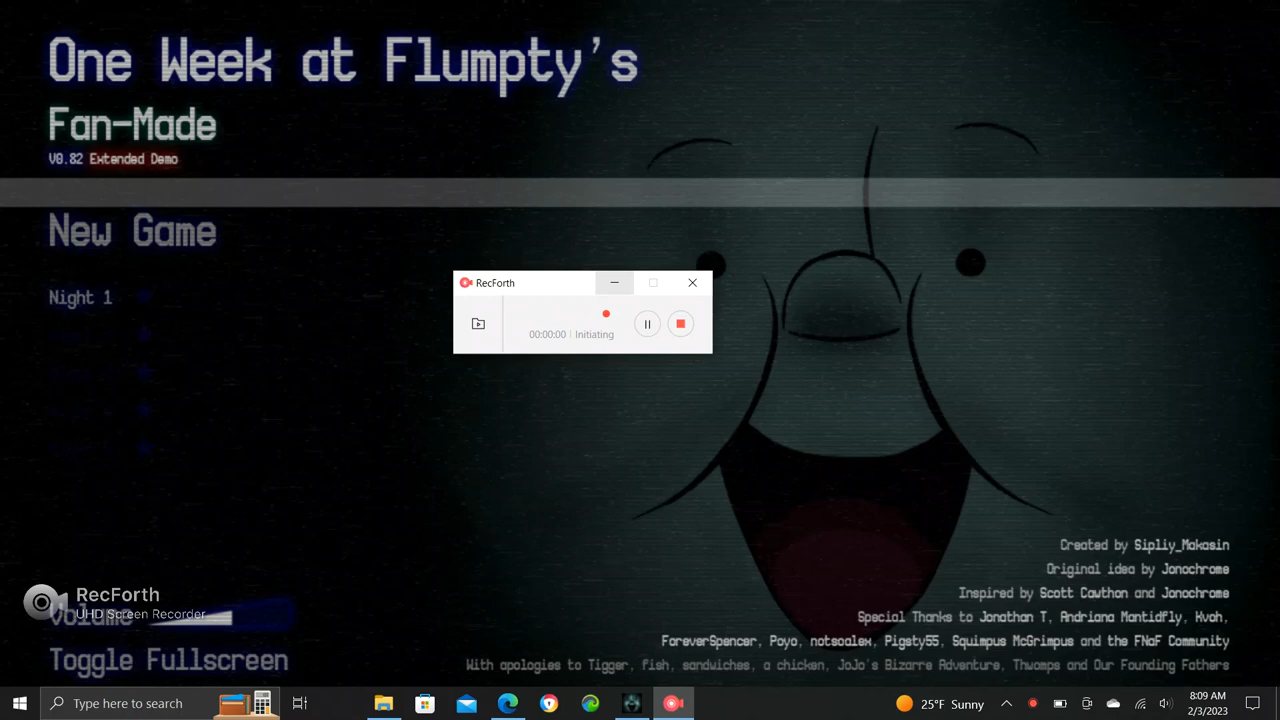 One Week at Flumpty's
Fan-Made
V0.82 Extended Demo
New Game
Night 1
RecForth
00:00:00 | Initiating
Created by Sipliy_Makasin
Original idea by Jonochrome
Inspired by Scott Cawthon and Jonochrome
Special Thanks to Jonathan T, Andriana Mantidfly, Kvoh,
ForeverSpencer, Poyo, notsoalex, Pigsty55, Squimpus McGrimpus and the FNaF Community
With apologies to Tigger, fish, sandwiches, a chicken, JoJo's Bizarre Adventure, Thwomps and Our Founding Fathers
RecForth
UHD Screen Recorder
Volume
Toggle Fullscreen
Type here to search
25°F Sunny
8:09 AM
2/3/2023